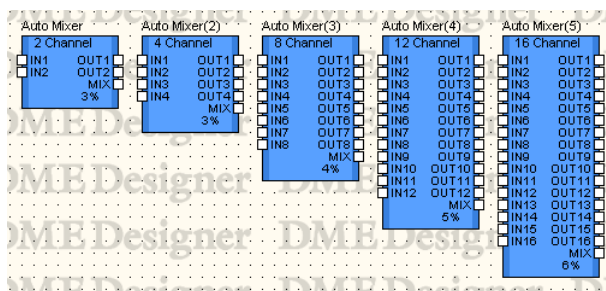 Auto Mixer
2 Channel
IN1 OUT1
IN2 OUT2
MIX
3%
Auto Mixer(2)
4 Channel
IN1 OUT1
IN2 OUT2
IN3 OUT3
IN4 OUT4
MIX
3%
Auto Mixer(3)
8 Channel
IN1 OUT1
IN2 OUT2
IN3 OUT3
IN4 OUT4
IN5 OUT5
IN6 OUT6
IN7 OUT7
IN8 OUT8
MIX
4%
Auto Mixer(4)
12 Channel
IN1 OUT1
IN2 OUT2
IN3 OUT3
IN4 OUT4
IN5 OUT5
IN6 OUT6
IN7 OUT7
IN8 OUT8
IN9 OUT9
IN10 OUT10
IN11 OUT11
IN12 OUT12
MIX
5%
Auto Mixer(5)
16 Channel
IN1 OUT1
IN2 OUT2
IN3 OUT3
IN4 OUT4
IN5 OUT5
IN6 OUT6
IN7 OUT7
IN8 OUT8
IN9 OUT9
IN10 OUT10
IN11 OUT11
IN12 OUT12
IN13 OUT13
IN14 OUT14
IN15 OUT15
IN16 OUT16
MIX
6%
DME Designer
DME Designer
DME Designer DME Designer